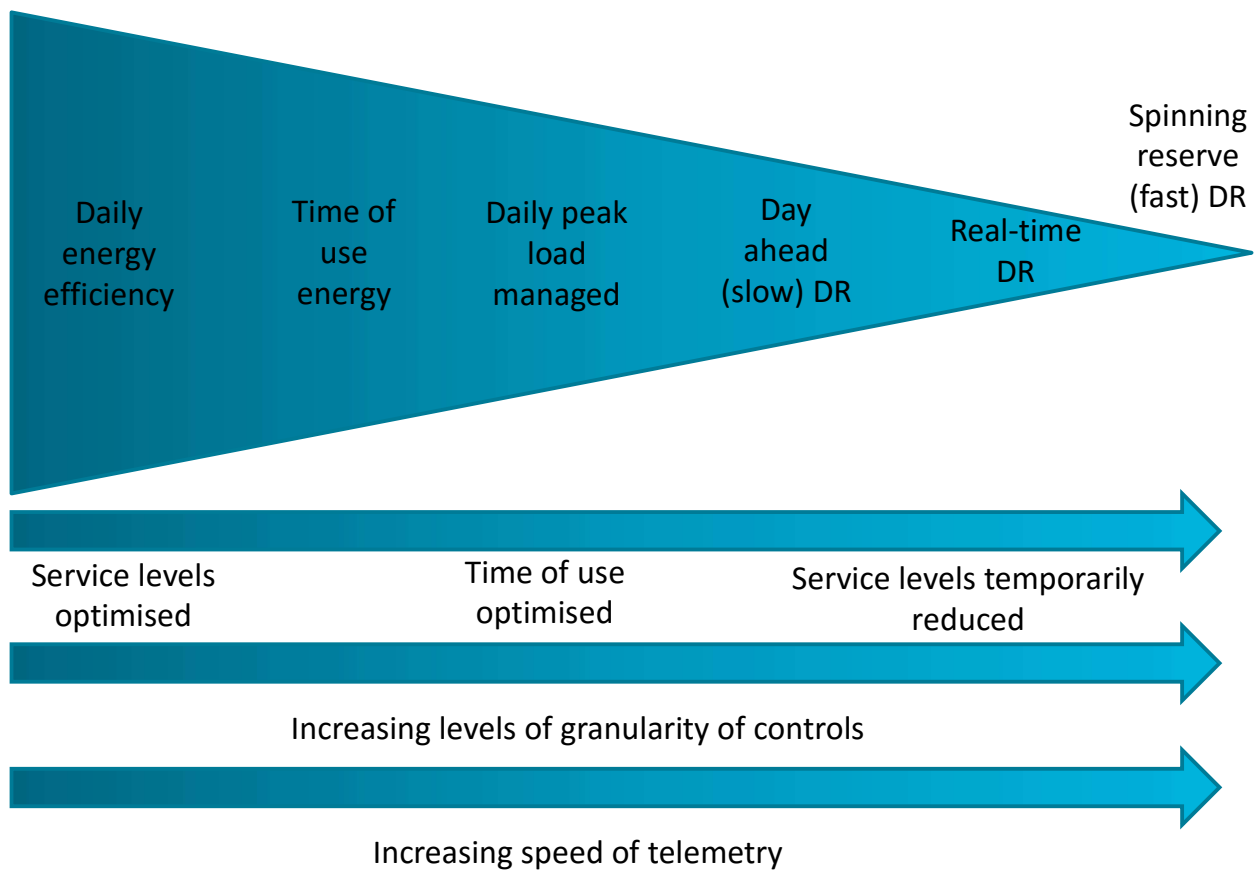 Daily
energy
efficiency
Time of
use
energy
Daily peak
load
managed
Day
ahead
(slow) DR
Real-time
DR
Spinning
reserve
(fast) DR
Service levels
optimised
Time of use
optimised
Service levels temporarily
reduced
Increasing levels of granularity of controls
Increasing speed of telemetry